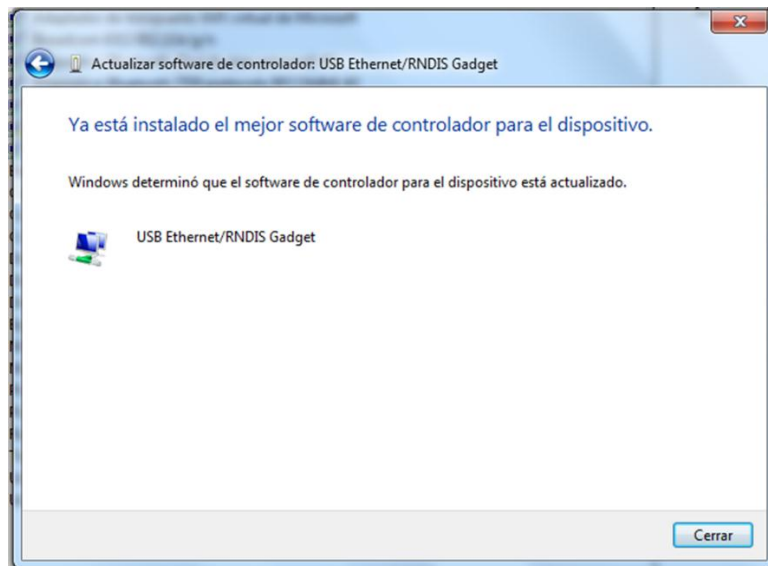 Actualizar software de controlador: USB Ethernet/RNDIS Gadget
Ya está instalado el mejor software de controlador para el dispositivo.
Windows determinó que el software de controlador para el dispositivo está actualizado.
USB Ethernet/RNDIS Gadget
Cerrar